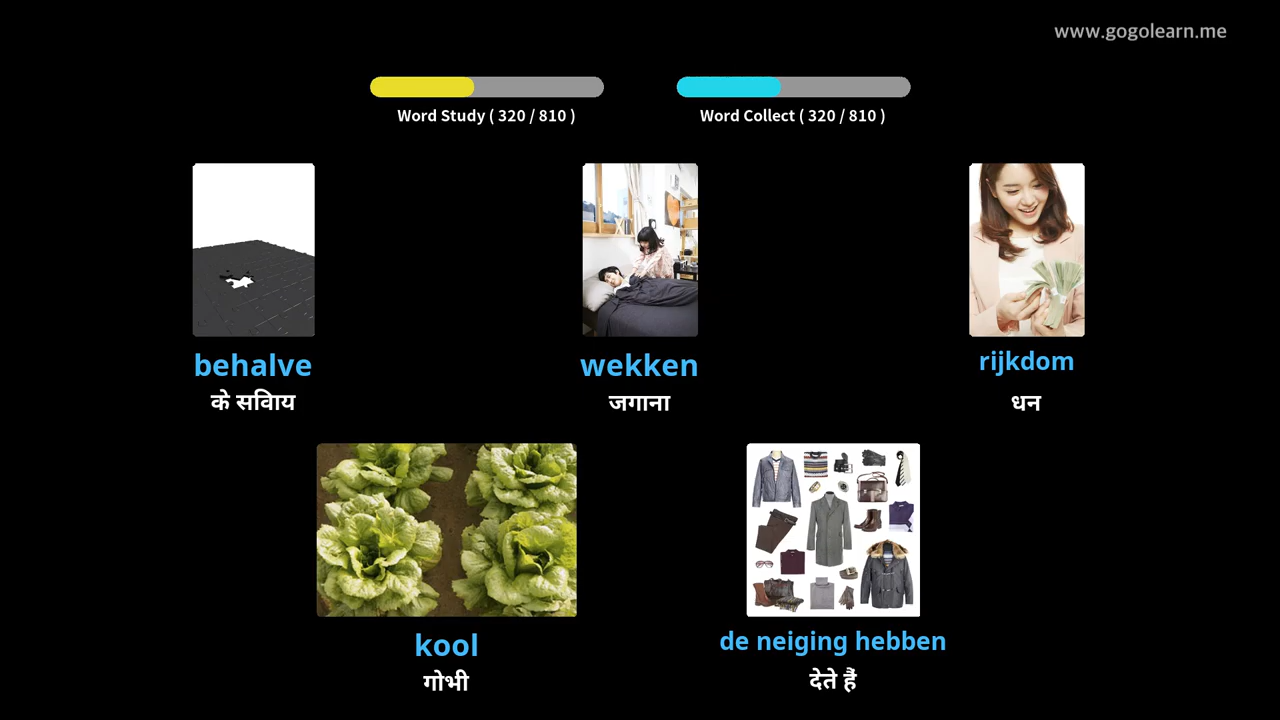 www.gogolearn.me
Word Study ( 320 / 810 )
Word Collect ( 320 / 810 )
behalve
के सिवाय
wekken
जगाना
rijkdom
धन
kool
गोभी
de neiging hebben
देते हैं